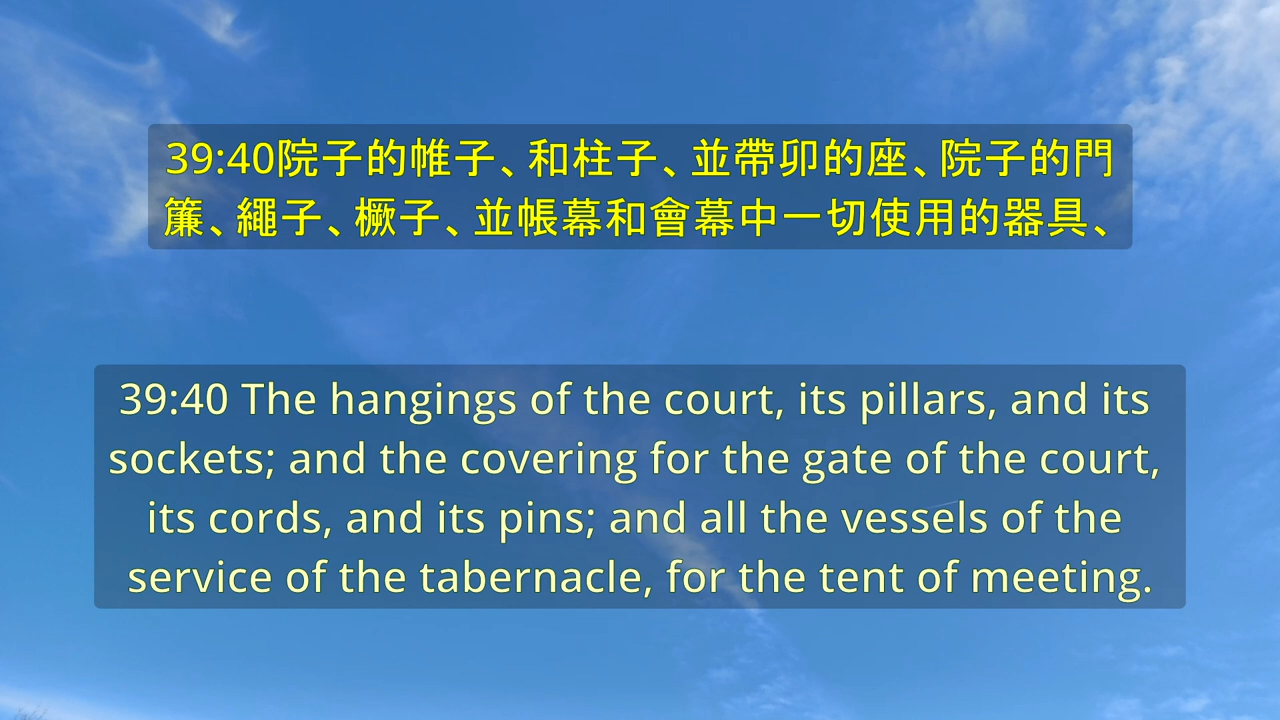 39:40院子的帷子、和柱子、並帶卯的座、院子的門
簾、繩子、橛子、並帳幕和會幕中一切使用的器具、
39:40 The hangings of the court, its pillars, and its
sockets; and the covering for the gate of the court,
its cords, and its pins; and all the vessels of the
service of the tabernacle, for the tent of meeting.